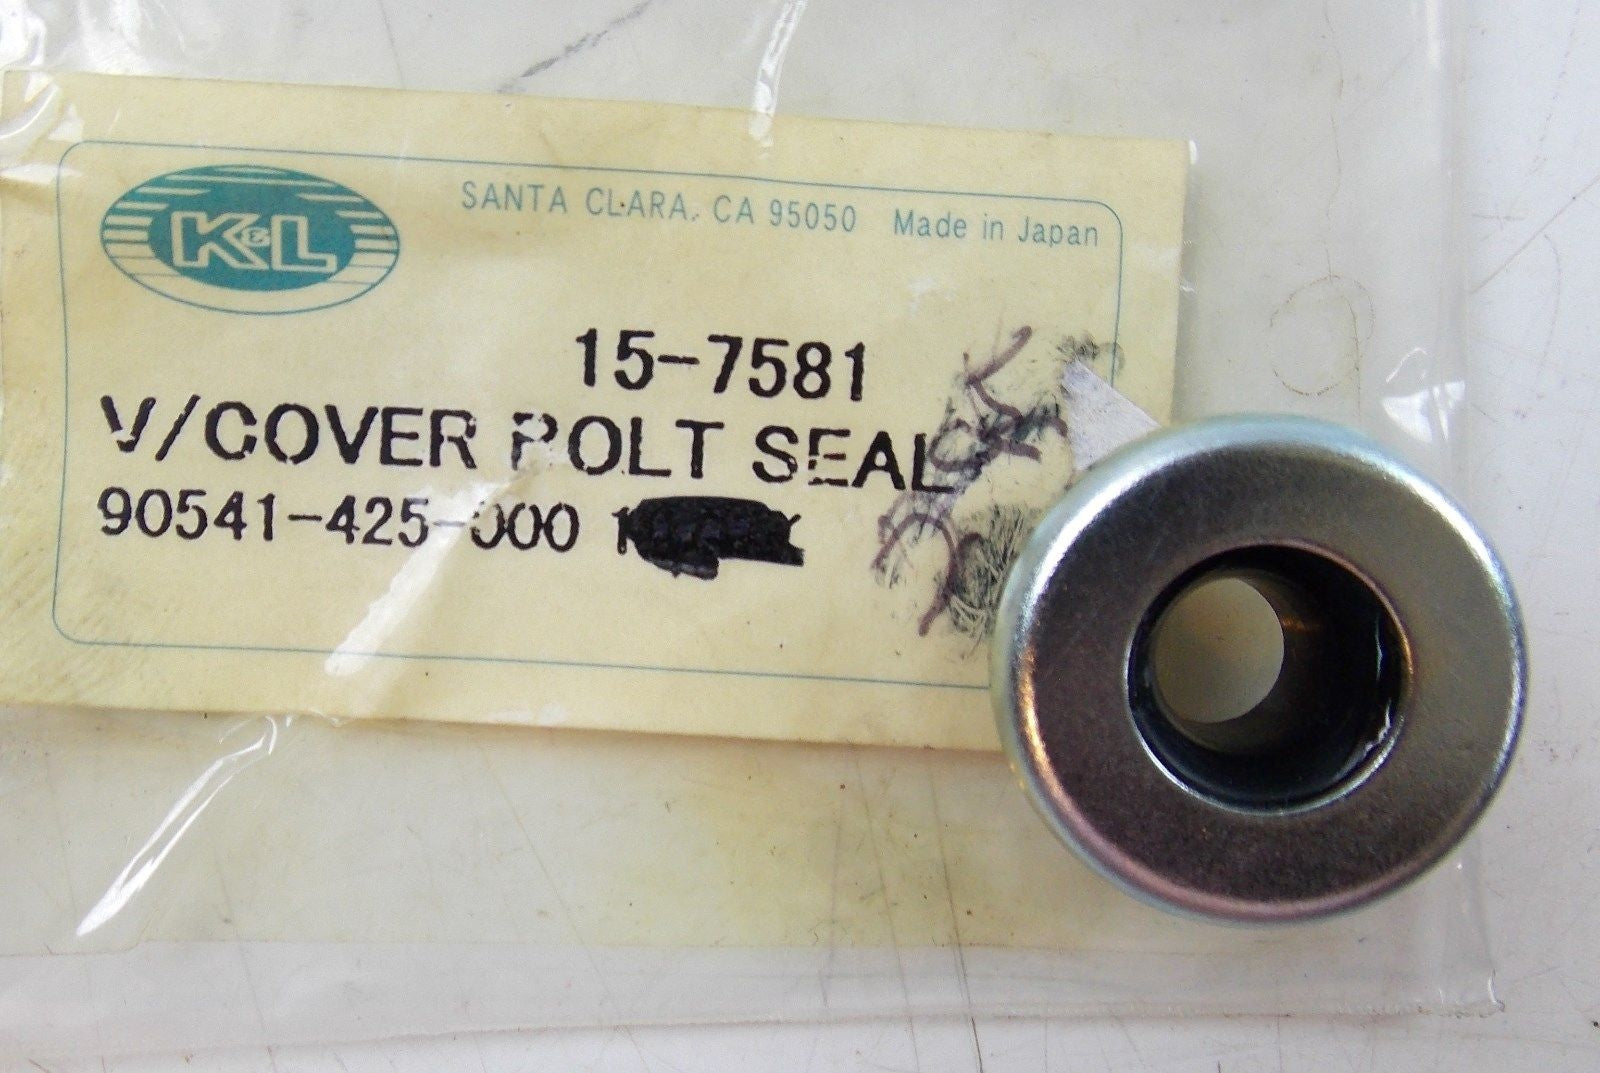 K&L
SANTA CLARA, CA 95050 Made in Japan
15-7581
V/COVER BOLT SEAL
90541-425-000